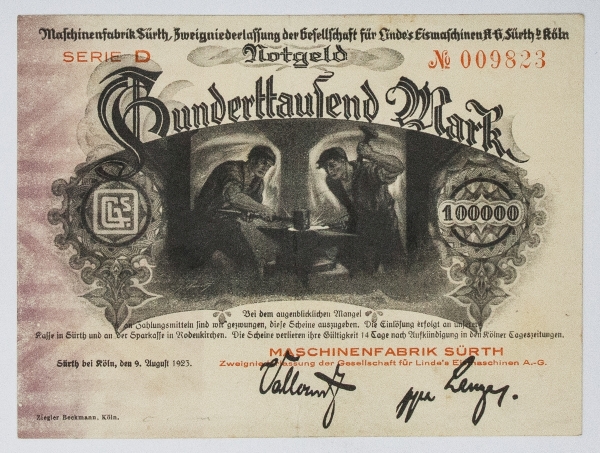 Maschinenfabrik Sürth, Zweigniederlassung der Gesellschaft für Linde's Eismaschinen A-G, Sürth b. Köln
SERIE D
Notgeld
№ 009823
Hunderttausend Mark
100000
Bei dem augenblicklichen Mangel
an Zahlungsmitteln sind wir gezwungen, diese Scheine auszugeben. Die Einlösung erfolgt an unserer
Kasse in Sürth und an der Sparkasse in Rodenkirchen. Die Scheine verlieren ihre Gültigkeit 14 Tage nach Aufkündigung in den Kölner Tageszeitungen.
MASCHINENFABRIK SÜRTH
Sürth bei Köln, den 9. August 1923.
Zweigniederlassung der Gesellschaft für Linde's Eismaschinen A.-G.
ppa
Ziegler Beckmann, Köln.